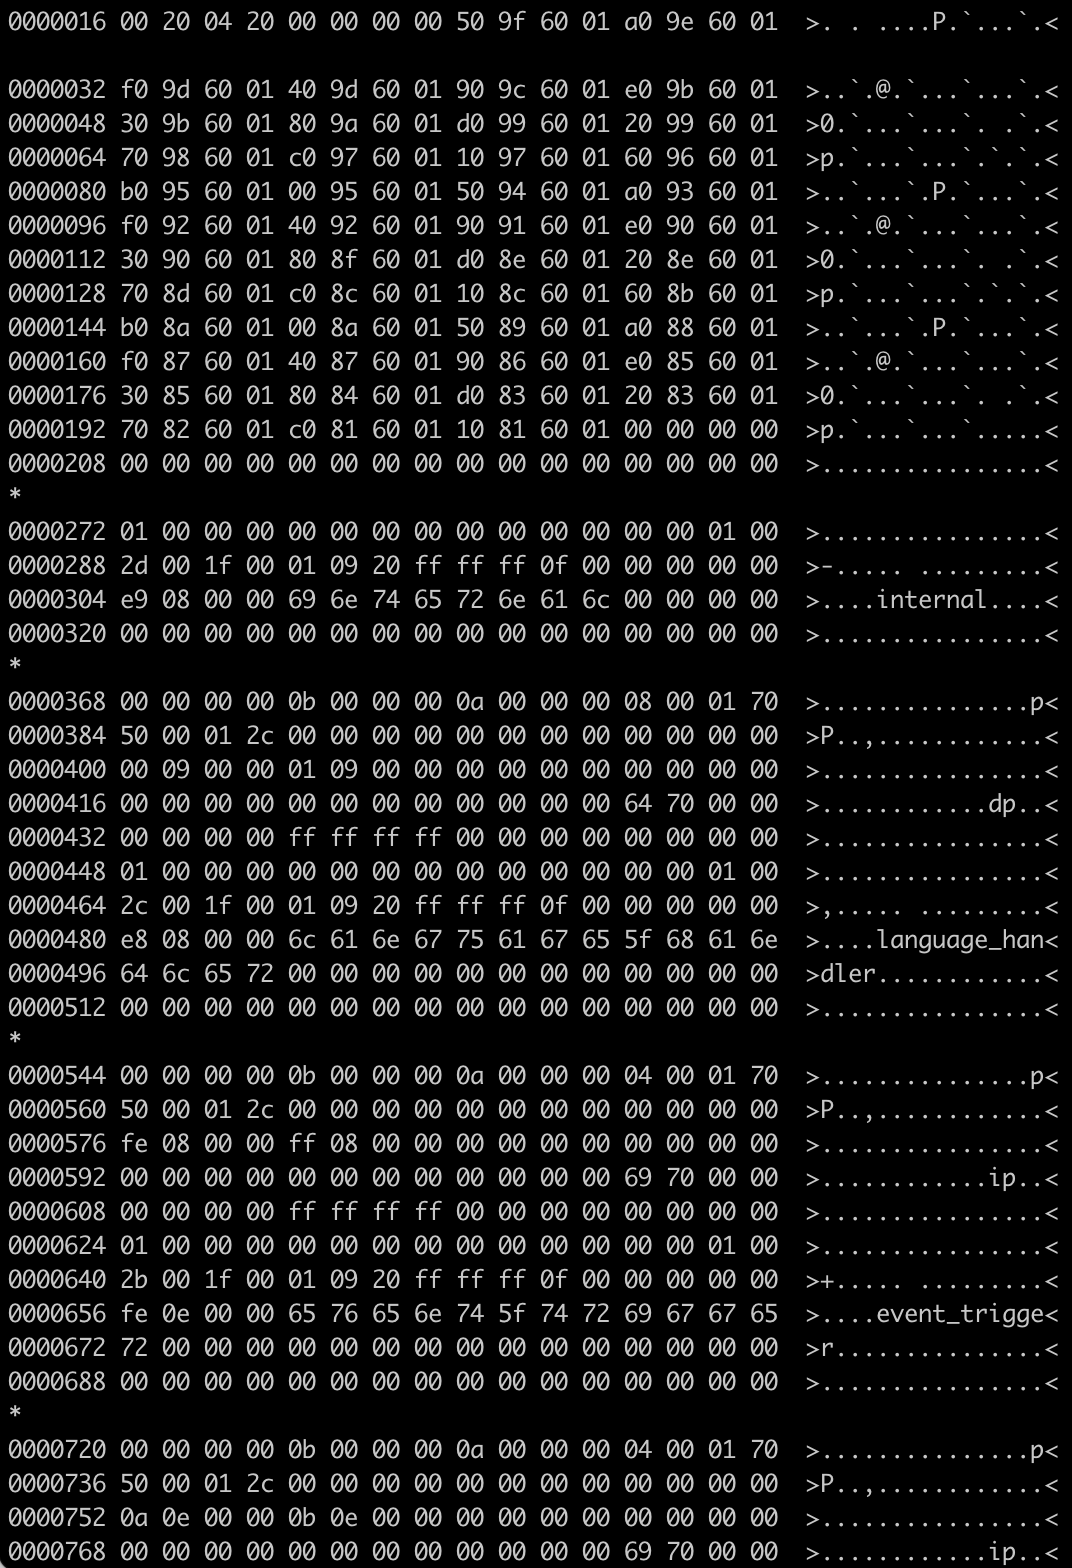 0000016 00 20 04 20 00 00 00 00 50 9f 60 01 a0 9e 60 01  >. . ....P.`...`.<
0000032 f0 9d 60 01 40 9d 60 01 90 9c 60 01 e0 9b 60 01  >..`.@.`...`...`.<
0000048 30 9b 60 01 80 9a 60 01 d0 99 60 01 20 99 60 01  >0.`...`...`. .`.<
0000064 70 98 60 01 c0 97 60 01 10 97 60 01 60 96 60 01  >p.`...`...`.`.`.<
0000080 b0 95 60 01 00 95 60 01 50 94 60 01 a0 93 60 01  >..`...`.P.`...`.<
0000096 f0 92 60 01 40 92 60 01 90 91 60 01 e0 90 60 01  >..`.@.`...`...`.<
0000112 30 90 60 01 80 8f 60 01 d0 8e 60 01 20 8e 60 01  >0.`...`...`. .`.<
0000128 70 8d 60 01 c0 8c 60 01 10 8c 60 01 60 8b 60 01  >p.`...`...`.`.`.<
0000144 b0 8a 60 01 00 8a 60 01 50 89 60 01 a0 88 60 01  >..`...`.P.`...`.<
0000160 f0 87 60 01 40 87 60 01 90 86 60 01 e0 85 60 01  >..`.@.`...`...`.<
0000176 30 85 60 01 80 84 60 01 d0 83 60 01 20 83 60 01  >0.`...`...`. .`.<
0000192 70 82 60 01 c0 81 60 01 10 81 60 01 00 00 00 00  >p.`...`...`.....<
0000208 00 00 00 00 00 00 00 00 00 00 00 00 00 00 00 00  >................<
*
0000272 01 00 00 00 00 00 00 00 00 00 00 00 00 00 01 00  >................<
0000288 2d 00 1f 00 01 09 20 ff ff ff 0f 00 00 00 00 00  >-..... .........<
0000304 e9 08 00 00 69 6e 74 65 72 6e 61 6c 00 00 00 00  >....internal....<
0000320 00 00 00 00 00 00 00 00 00 00 00 00 00 00 00 00  >................<
*
0000368 00 00 00 00 0b 00 00 00 0a 00 00 00 08 00 01 70  >...............p<
0000384 50 00 01 2c 00 00 00 00 00 00 00 00 00 00 00 00  >P..,............<
0000400 00 09 00 00 01 09 00 00 00 00 00 00 00 00 00 00  >................<
0000416 00 00 00 00 00 00 00 00 00 00 00 00 64 70 00 00  >............dp..<
0000432 00 00 00 00 ff ff ff ff 00 00 00 00 00 00 00 00  >................<
0000448 01 00 00 00 00 00 00 00 00 00 00 00 00 00 01 00  >................<
0000464 2c 00 1f 00 01 09 20 ff ff ff 0f 00 00 00 00 00  >,..... .........<
0000480 e8 08 00 00 6c 61 6e 67 75 61 67 65 5f 68 61 6e  >....language_han<
0000496 64 6c 65 72 00 00 00 00 00 00 00 00 00 00 00 00  >dler............<
0000512 00 00 00 00 00 00 00 00 00 00 00 00 00 00 00 00  >................<
*
0000544 00 00 00 00 0b 00 00 00 0a 00 00 00 04 00 01 70  >...............p<
0000560 50 00 01 2c 00 00 00 00 00 00 00 00 00 00 00 00  >P..,............<
0000576 fe 08 00 00 ff 08 00 00 00 00 00 00 00 00 00 00  >................<
0000592 00 00 00 00 00 00 00 00 00 00 00 00 69 70 00 00  >............ip..<
0000608 00 00 00 00 ff ff ff ff 00 00 00 00 00 00 00 00  >................<
0000624 01 00 00 00 00 00 00 00 00 00 00 00 00 00 01 00  >................<
0000640 2b 00 1f 00 01 09 20 ff ff ff 0f 00 00 00 00 00  >+..... .........<
0000656 fe 0e 00 00 65 76 65 6e 74 5f 74 72 69 67 67 65  >....event_trigge<
0000672 72 00 00 00 00 00 00 00 00 00 00 00 00 00 00 00  >r...............<
0000688 00 00 00 00 00 00 00 00 00 00 00 00 00 00 00 00  >................<
*
0000720 00 00 00 00 0b 00 00 00 0a 00 00 00 04 00 01 70  >...............p<
0000736 50 00 01 2c 00 00 00 00 00 00 00 00 00 00 00 00  >P..,............<
0000752 0a 0e 00 00 0b 0e 00 00 00 00 00 00 00 00 00 00  >................<
0000768 00 00 00 00 00 00 00 00 00 00 00 00 69 70 00 00  >............ip..<